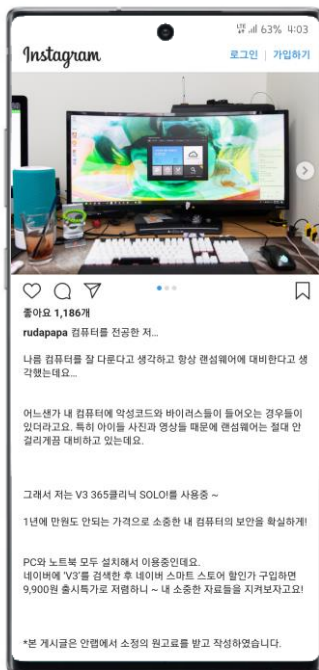 LTE 63% 4:03
Instagram
로그인 | 가입하기
좋아요 1,186개
rudapapa 컴퓨터를 전공한 저...
나름 컴퓨터를 잘 다룬다고 생각하고 항상 랜섬웨어에 대비한다고 생
각했는데요...
어느샌가 내 컴퓨터에 악성코드와 바이러스들이 들어오는 경우들이
있더라고요. 특히 아이들 사진과 영상들 때문에 랜섬웨어는 절대 안
걸리게끔 대비하고 있는데요.
그래서 저는 V3 365클리닉 SOLO!를 사용중 ~
1년에 만원도 안되는 가격으로 소중한 내 컴퓨터의 보안을 확실하게!
PC와 노트북 모두 설치해서 이용중인데요.
네이버에 'V3'를 검색한 후 네이버 스마트 스토어 할인가 구입하면
9,900원 출시특가로 저렴하니 ~ 내 소중한 자료들을 지켜보자고요!
*본 게시글은 안랩에서 소정의 원고료를 받고 작성하였습니다.